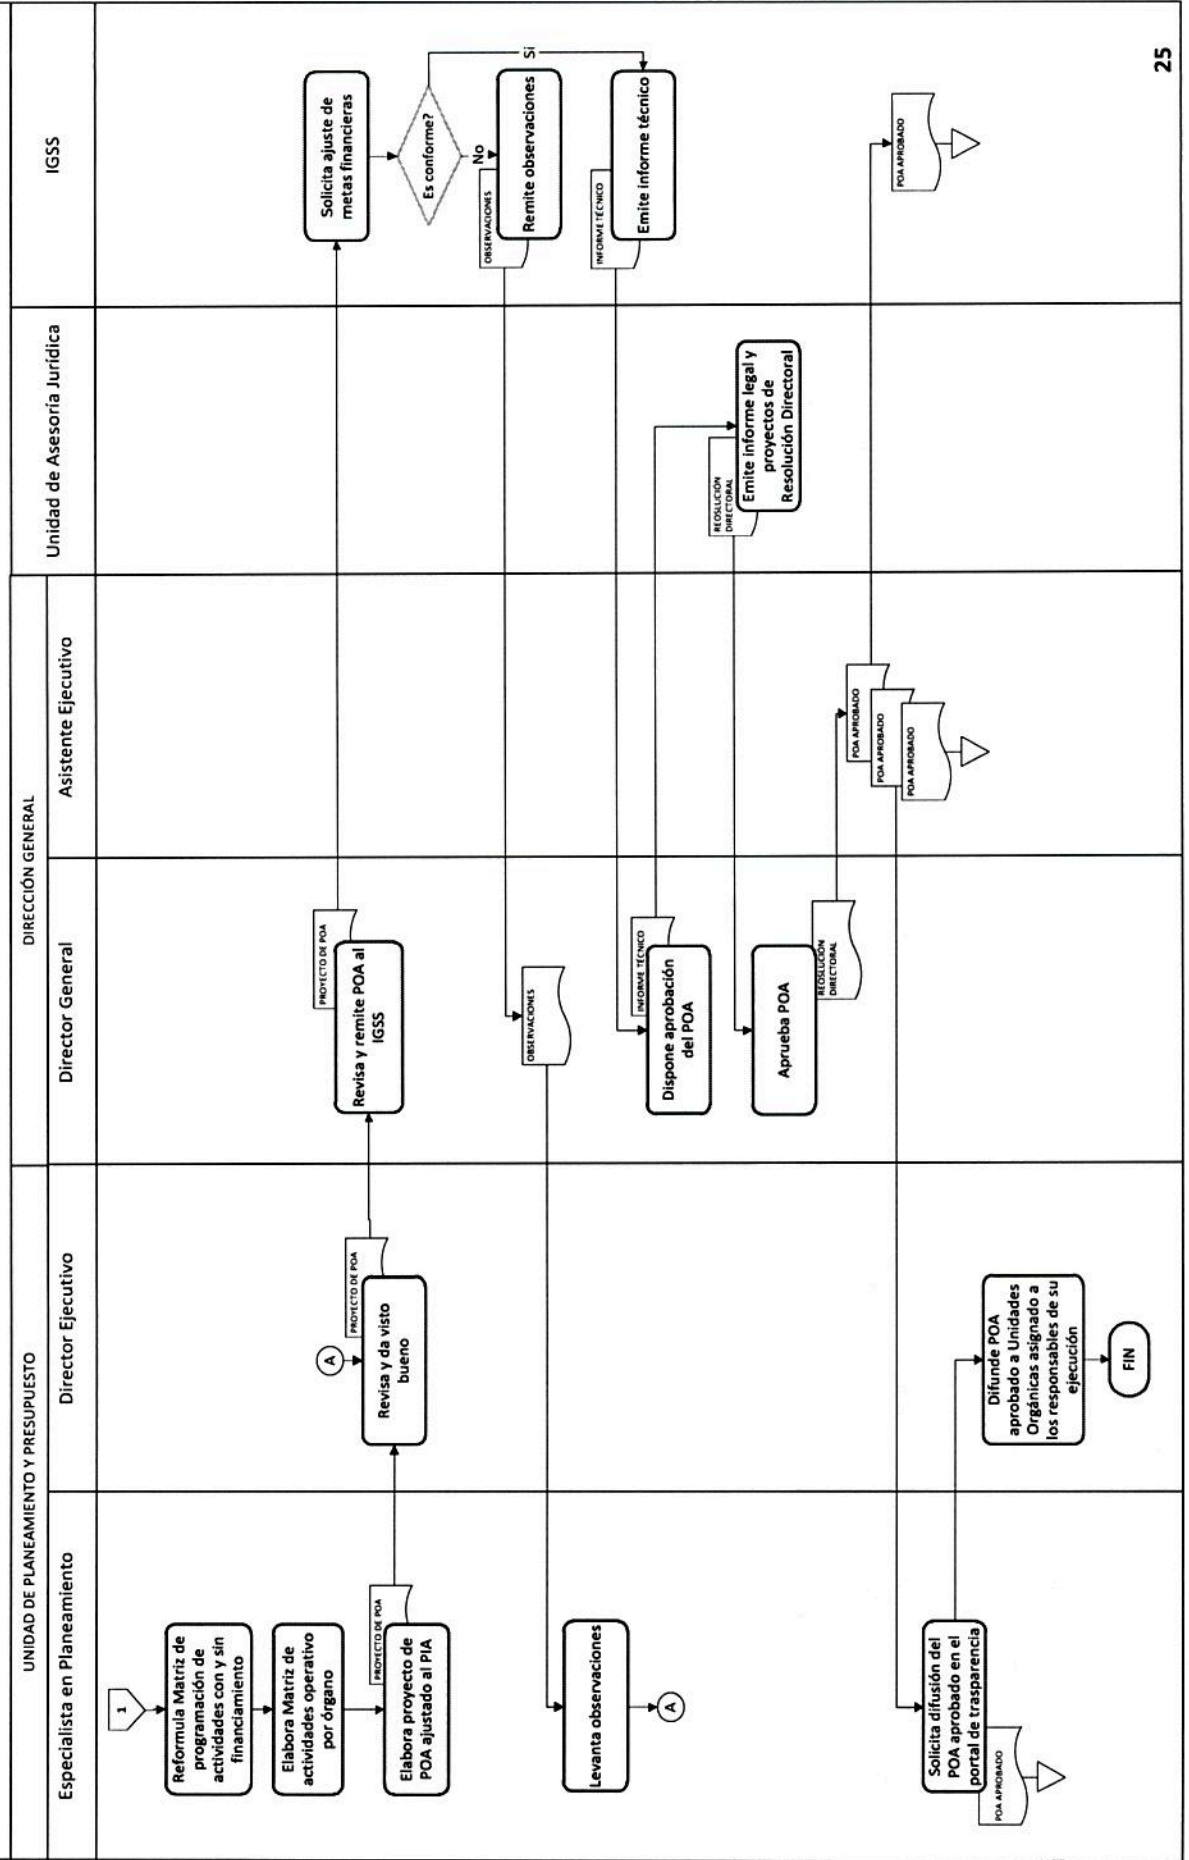 UNIDAD DE PLANEAMIENTO Y PRESUPUESTO
DIRECCIÓN GENERAL
Unidad de Asesoría Jurídica
IGSS
Especialista en Planeamiento
Director Ejecutivo
Director General
Asistente Ejecutivo
1
Reformula Matriz de
programación de
actividades con y sin
financiamiento
Elabora Matriz de
actividades operativo
por órgano
PROYECTO DE POA
Elabora proyecto de
POA ajustado al PIA
A
PROYECTO DE POA
Revisa y da visto
bueno
PROYECTO DE POA
Revisa y remite POA al
IGSS
Solicita ajuste de
metas financieras
Es conforme?
No
Si
OBSERVACIONES
Remite observaciones
OBSERVACIONES
Levanta observaciones
A
INFORME TÉCNICO
Emite informe técnico
INFORME TÉCNICO
Dispone aprobación
del POA
REOSLUCIÓN
DIRECTORAL
Emite informe legal y
proyectos de
Resolución Directoral
Aprueba POA
REOSLUCIÓN
DIRECTORAL
POA APROBADO
POA APROBADO
POA APROBADO
POA APROBADO
Solicita difusión del
POA aprobado en el
portal de trasparencia
POA APROBADO
Difunde POA
aprobado a Unidades
Orgánicas asignado a
los responsables de su
ejecución
FIN
25